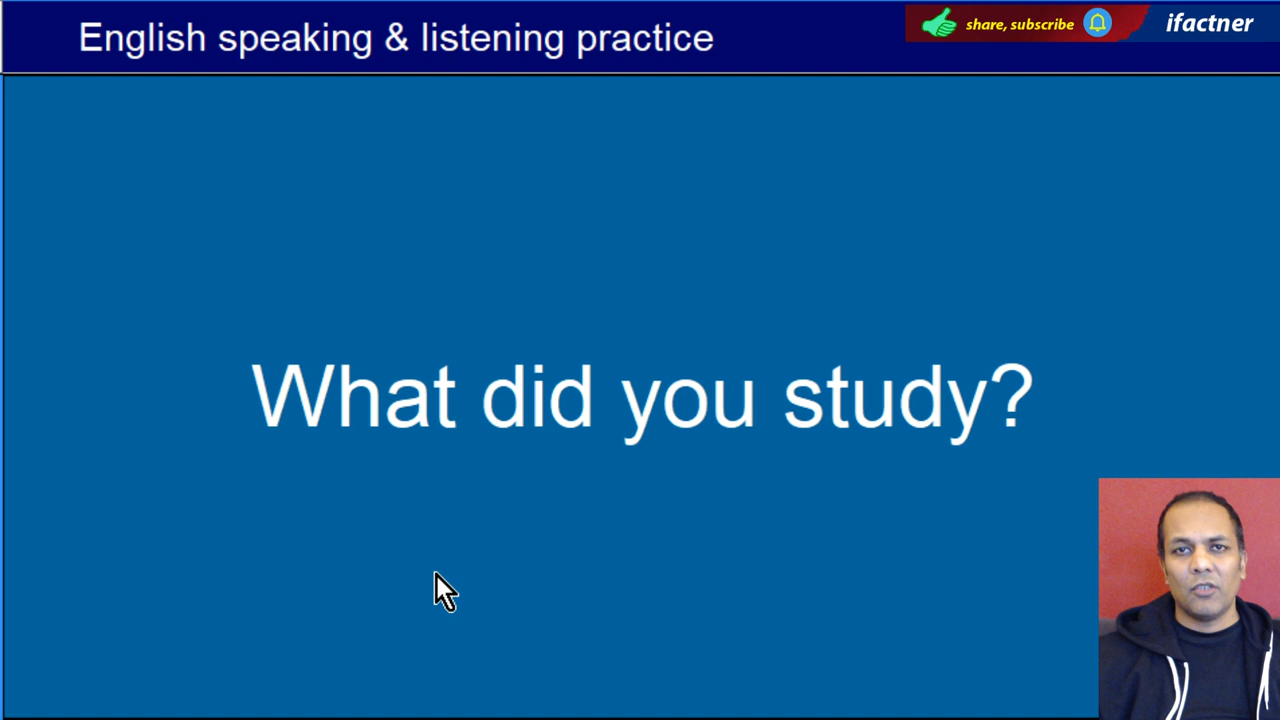 English speaking & listening practice
share, subscribe
ifactner
What did you study?